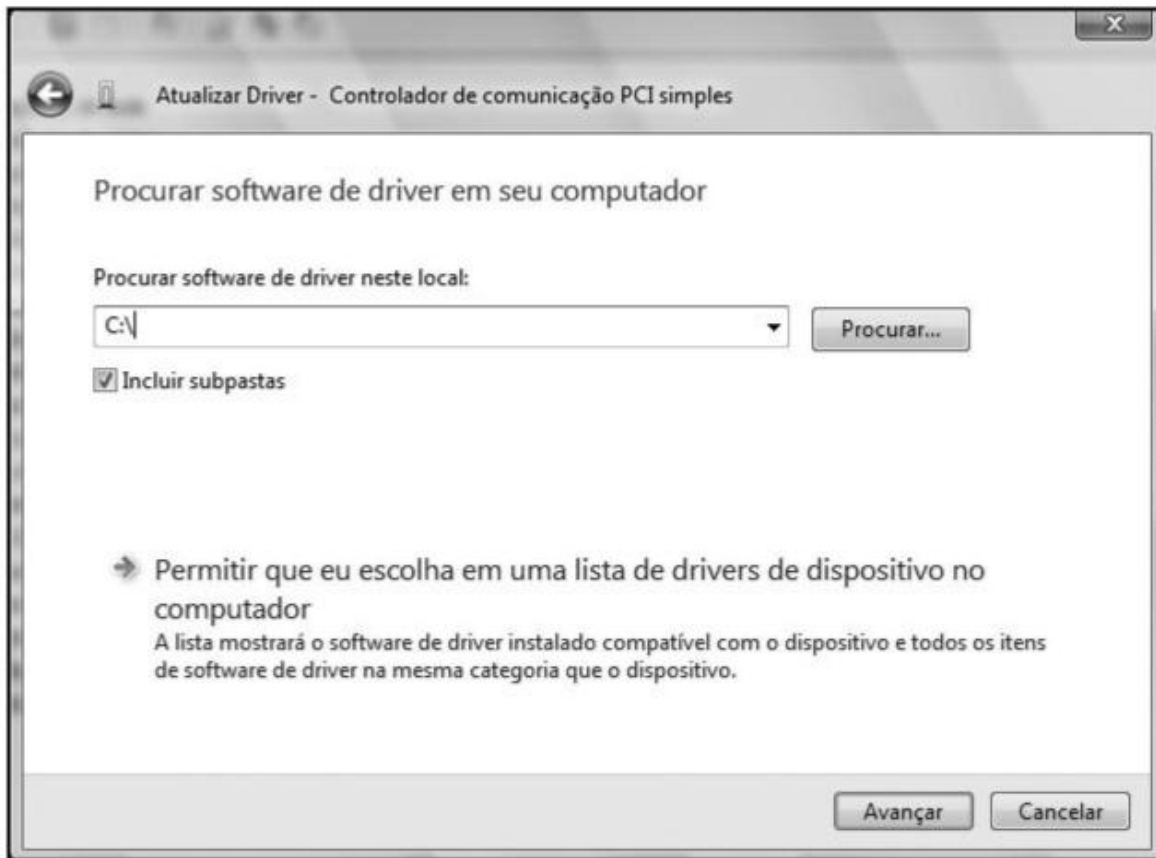 Atualizar Driver - Controlador de comunicação PCI simples
Procurar software de driver em seu computador
Procurar software de driver neste local:
C:\
Procurar...
Incluir subpastas
Permitir que eu escolha em uma lista de drivers de dispositivo no
computador
A lista mostrará o software de driver instalado compatível com o dispositivo e todos os itens
de software de driver na mesma categoria que o dispositivo.
Avançar
Cancelar